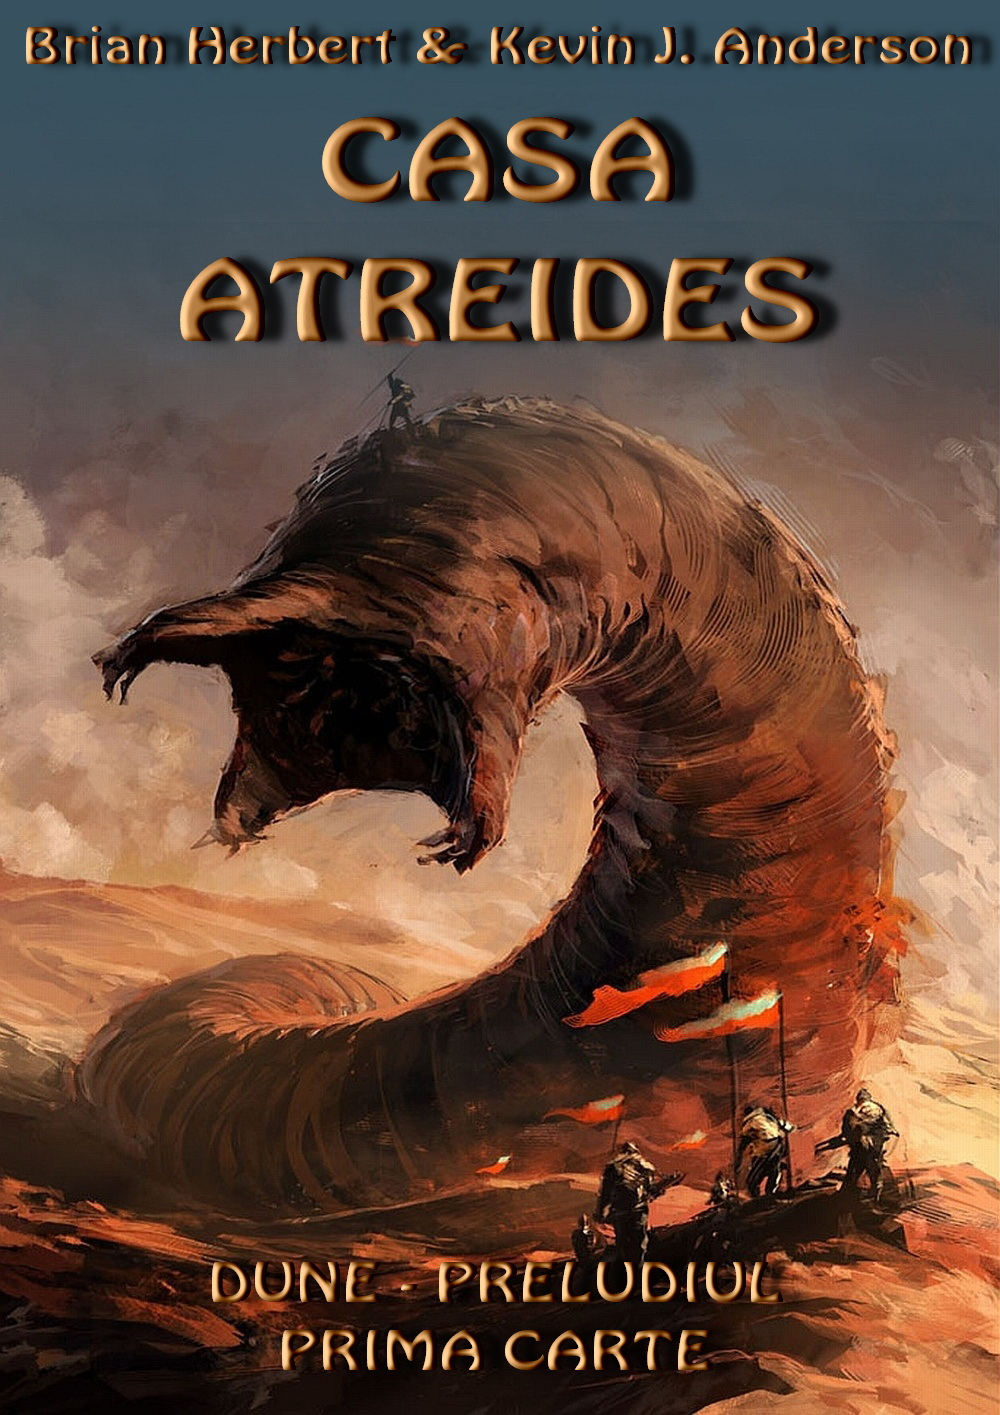 Brian Herbert & Kevin J. Anderson
CASA
ATREIDES
DUNE - PRELUDIUL
PRIMA CARTE